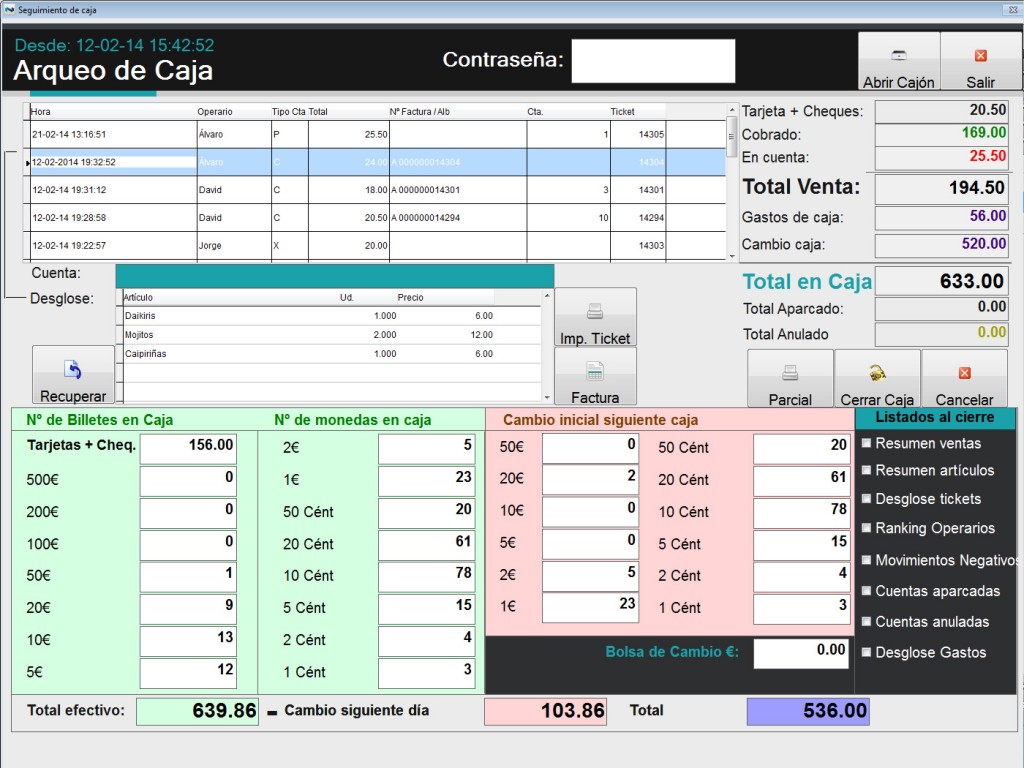 Seguimiento de caja
Desde: 12-02-14 15:42:52
Arqueo de Caja
Contraseña:
Abrir Cajón
Salir
Hora Operario Tipo Cta Total Nº Factura / Alb Cta. Ticket
21-02-14 13:16:51 Álvaro P 25.50 1 14305
12-02-2014 19:32:52 Álvaro C 24.00 A 000000014304 14304
12-02-14 19:31:12 David C 18.00 A 000000014301 3 14301
12-02-14 19:28:58 David C 20.50 A 000000014294 10 14294
12-02-14 19:22:57 Jorge X 20.00 14303
Tarjeta + Cheques: 20.50
Cobrado: 169.00
En cuenta: 25.50
Total Venta: 194.50
Gastos de caja: 56.00
Cambio caja: 520.00
Total en Caja 633.00
Total Aparcado: 0.00
Total Anulado 0.00
Cuenta:
Desglose:
Artículo Ud. Precio
Daikiris 1.000 6.00
Mojitos 2.000 12.00
Caipiriñas 1.000 6.00
Recuperar
Imp. Ticket
Factura
Parcial
Cerrar Caja
Cancelar
Nº de Billetes en Caja
Tarjetas + Cheq. 156.00
500€ 0
200€ 0
100€ 0
50€ 1
20€ 9
10€ 13
5€ 12
Nº de monedas en caja
2€ 5
1€ 23
50 Cént 20
20 Cént 61
10 Cént 78
5 Cént 15
2 Cént 4
1 Cént 3
Cambio inicial siguiente caja
50€ 0 50 Cént 20
20€ 2 20 Cént 61
10€ 0 10 Cént 78
5€ 0 5 Cént 15
2€ 5 2 Cént 4
1€ 23 1 Cént 3
Bolsa de Cambio €: 0.00
Listados al cierre
Resumen ventas
Resumen artículos
Desglose tickets
Ranking Operarios
Movimientos Negativos
Cuentas aparcadas
Cuentas anuladas
Desglose Gastos
Total efectivo: 639.86 - Cambio siguiente día 103.86 Total 536.00